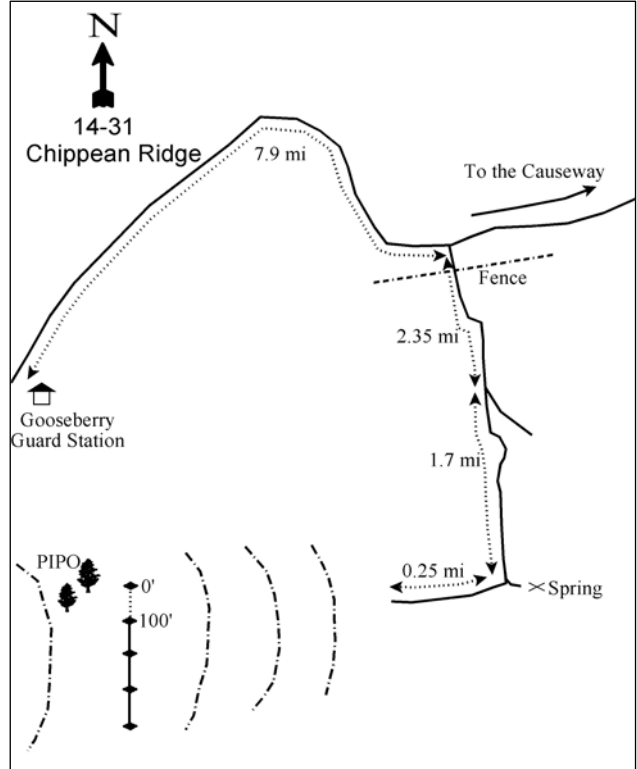 N
14-31
Chippean Ridge
7.9 mi
To the Causeway
Fence
2.35 mi
Gooseberry
Guard Station
1.7 mi
PIPO
0'
0.25 mi
Spring
100'